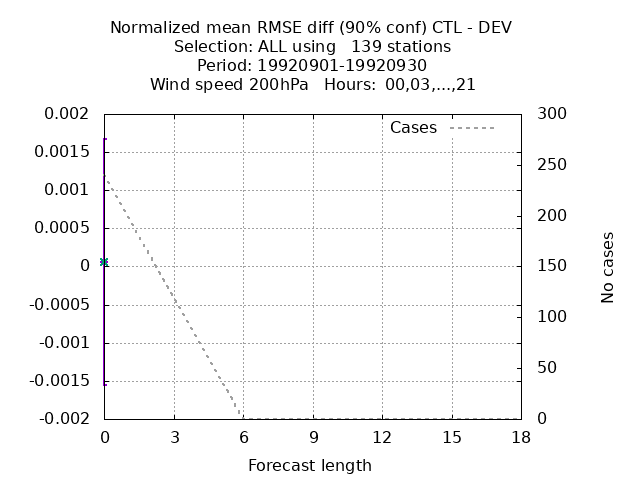 Normalized mean RMSE diff (90% conf) CTL - DEV
Selection: ALL using   139 stations
Period: 19920901-19920930
Wind speed 200hPa   Hours: 00,03,...,21
0.002
0.0015
0.001
0.0005
0
-0.0005
-0.001
-0.0015
-0.002
Cases
300
250
200
150
100
50
0
No cases
0 3 6 9 12 15 18
Forecast length